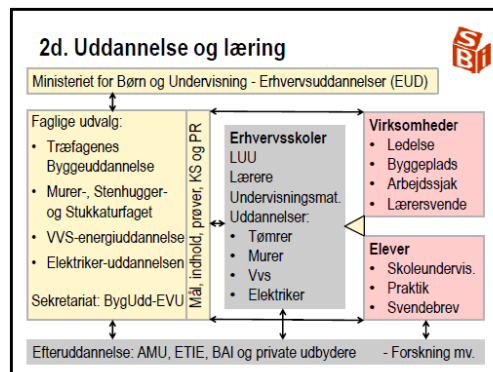 2d. Uddannelse og læring
SBi
Ministeriet for Børn og Undervisning - Erhvervsuddannelser (EUD)
Faglige udvalg:
• Træfagenes
Byggeuddannelse
• Murer-, Stenhugger-
og Stukkaturfaget
• VVS-energiuddannelse
• Elektriker-uddannelsen
Sekretariat: BygUdd-EVU
Mål, indhold, prøver, KS og PR
Erhvervsskoler
LUU
Lærere
Undervisningsmat.
Uddannelser:
• Tømrer
• Murer
• Vvs
• Elektriker
Virksomheder
• Ledelse
• Byggeplads
• Arbejdssjak
• Lærersvende
Elever
• Skoleundervis.
• Praktik
• Svendebrev
Efteruddannelse: AMU, ETIE, BAI og private udbydere - Forskning mv.